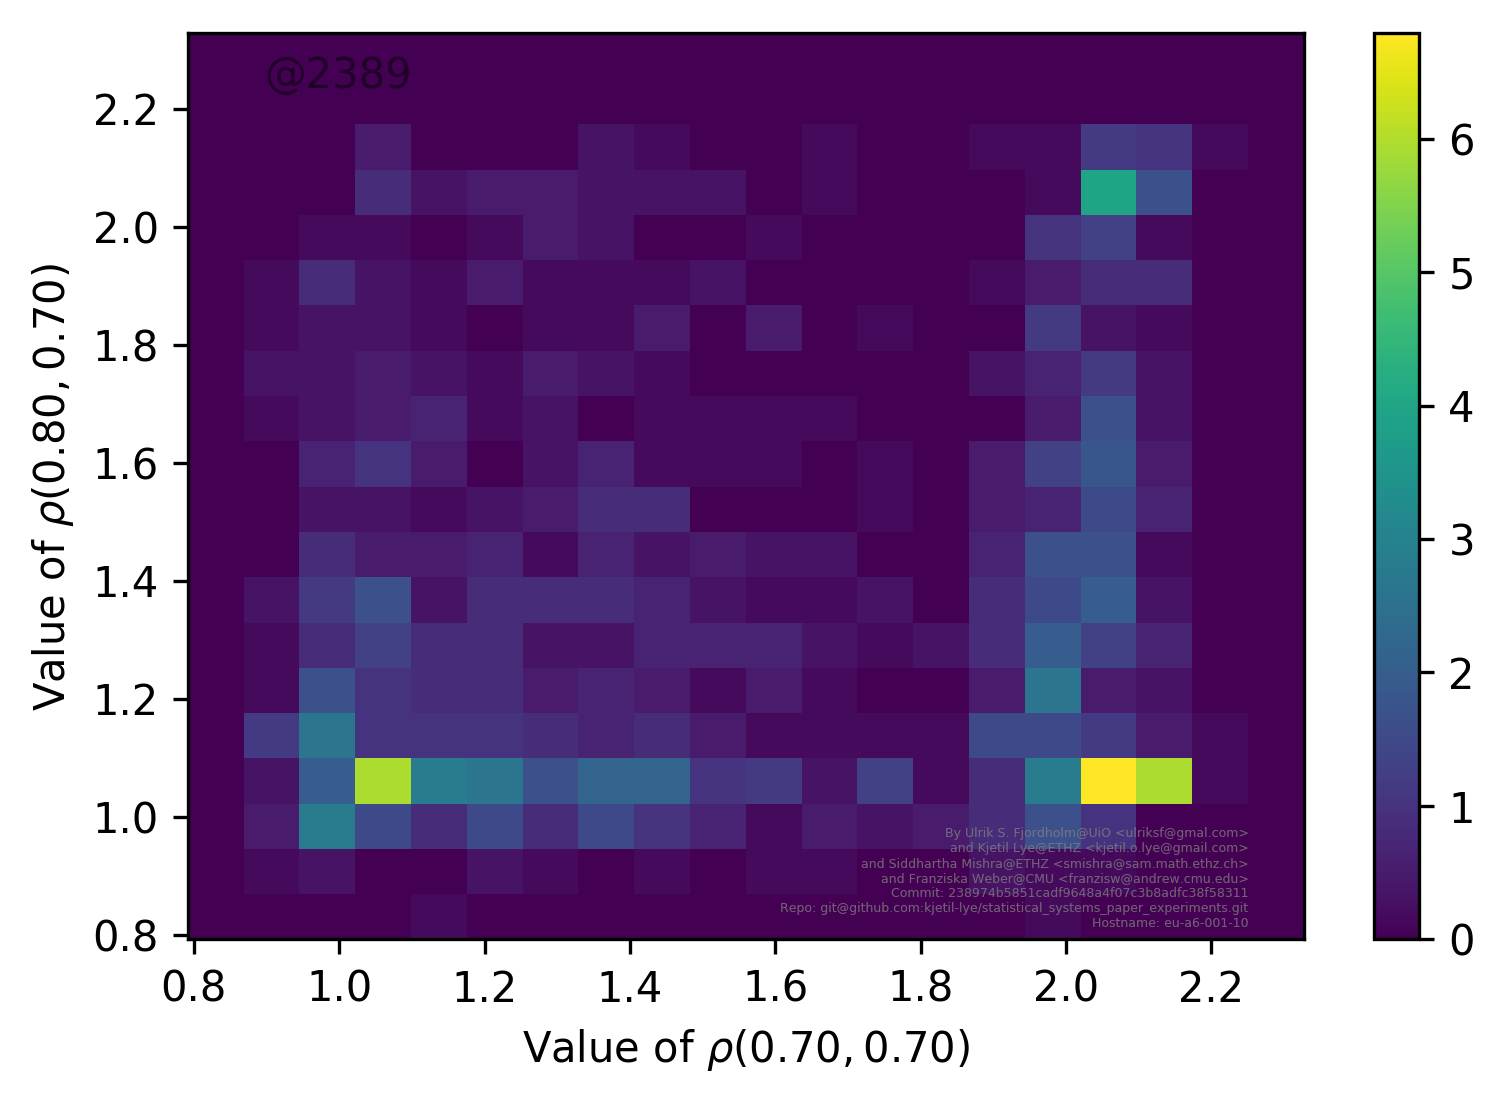 @2389
2.2
2.0
1.8
1.6
1.4
1.2
1.0
0.8
Value of ρ(0.80, 0.70)
0.8 1.0 1.2 1.4 1.6 1.8 2.0 2.2
Value of ρ(0.70, 0.70)
6
5
4
3
2
1
0
By Ulrik S. Fjordholm@UiO <ulriksf@gmal.com>
and Kjetil Lye@ETHZ <kjetil.o.lye@gmail.com>
and Siddhartha Mishra@ETHZ <smishra@sam.math.ethz.ch>
and Franziska Weber@CMU <franzisw@andrew.cmu.edu>
Commit: 238974b5851cadf9648a4f07c3b8adfc38f58311
Repo: git@github.com:kjetil-lye/statistical_systems_paper_experiments.git
Hostname: eu-a6-001-10